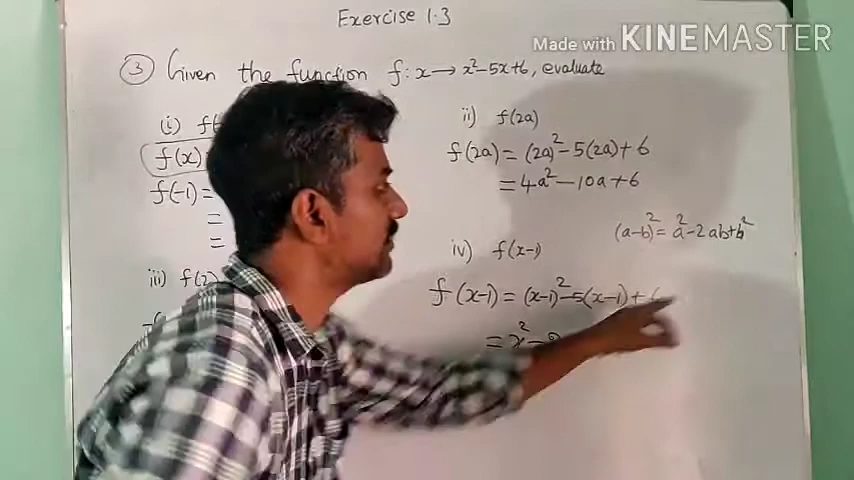 Exercise 1.3
Made with KINEMASTER
③ Given the function f: x → x²-5x+6, evaluate
(i)
f(x)
f(-1) =
=
=
iii) f(2)
ii) f(2a)
f(2a) = (2a)² - 5(2a) + 6
= 4a² - 10a + 6
(a-b)² = a² - 2ab + b²
iv) f(x-1)
f(x-1) = (x-1)² - 5(x-1) + 6
= x² -